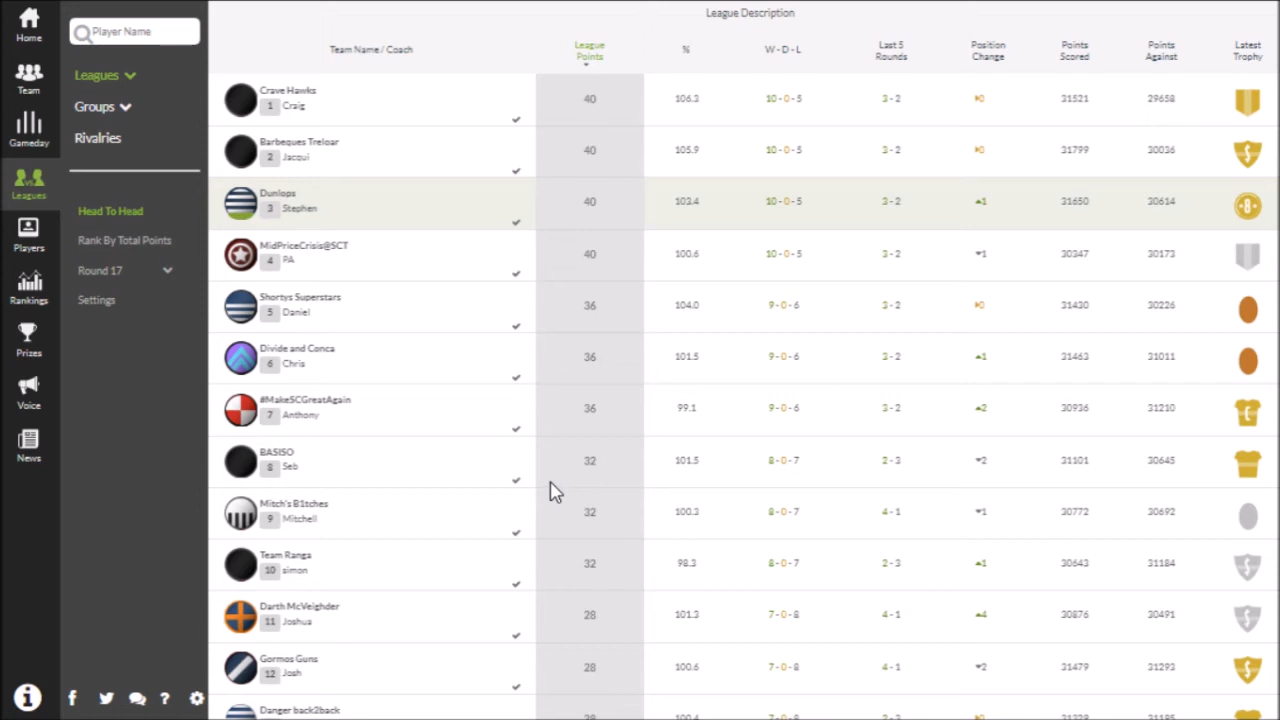 Home
Team
Gameday
Leagues
Players
Rankings
Prizes
Voice
News
Player Name
Leagues
Groups
Rivalries
Head To Head
Rank By Total Points
Round 17
Settings
League Description
Team Name / Coach League Points % W - D - L Last 5 Rounds Position Change Points Scored Points Against Latest Trophy
Crave Hawks
1 Craig 40 106.3 10 - 0 - 5 3 - 2 0 31521 29658
Barbeques Treloar
2 Jacqui 40 105.9 10 - 0 - 5 3 - 2 0 31799 30036
Dunlops
3 Stephen 40 103.4 10 - 0 - 5 3 - 2 1 31650 30614 +8
MidPriceCrisis@SCT
4 PA 40 100.6 10 - 0 - 5 3 - 2 1 30347 30173
Shortys Superstars
5 Daniel 36 104.0 9 - 0 - 6 3 - 2 0 31430 30226
Divide and Conca
6 Chris 36 101.5 9 - 0 - 6 3 - 2 1 31463 31011
#MakeSCGreatAgain
7 Anthony 36 99.1 9 - 0 - 6 3 - 2 2 30936 31210
BASISO
8 Seb 32 101.5 8 - 0 - 7 2 - 3 2 31101 30645
Mitch's B1tches
9 Mitchell 32 100.3 8 - 0 - 7 4 - 1 1 30772 30692
Team Ranga
10 simon 32 98.3 8 - 0 - 7 2 - 3 1 30643 31184
Darth McVeighder
11 Joshua 28 101.3 7 - 0 - 8 4 - 1 4 30876 30491
Gormos Guns
12 Josh 28 100.6 7 - 0 - 8 4 - 1 2 31479 31293
Danger back2back